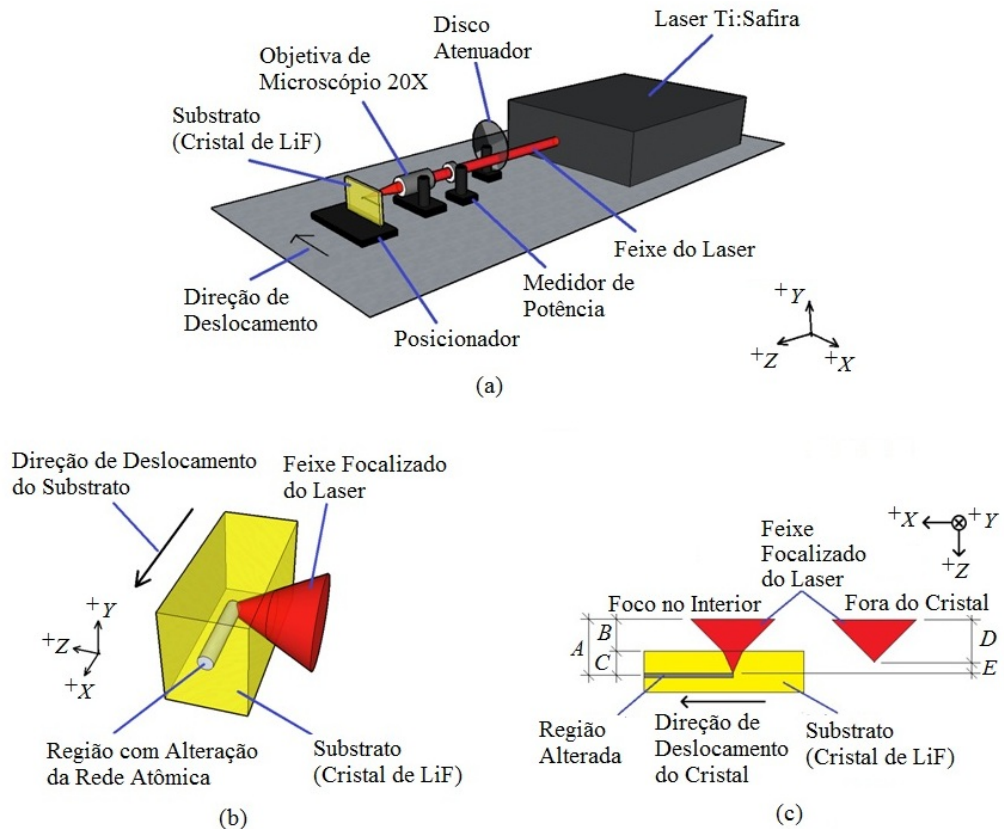 Laser Ti:Safira
Disco
Atenuador
Objetiva de
Microscópio 20X
Substrato
(Cristal de LiF)
Feixe do Laser
Medidor de
Potência
Direção de
Deslocamento
Posicionador
+Y
+Z
+X
(a)
Direção de Deslocamento
do Substrato
Feixe Focalizado
do Laser
+Y
+Z
+X
Região com Alteração
da Rede Atômica
Substrato
(Cristal de LiF)
(b)
+X
+Y
+Z
Feixe
Focalizado
do Laser
Foco no Interior
Fora do Cristal
A
B
C
D
E
Região
Alterada
Direção de
Deslocamento
do Cristal
Substrato
(Cristal de LiF)
(c)